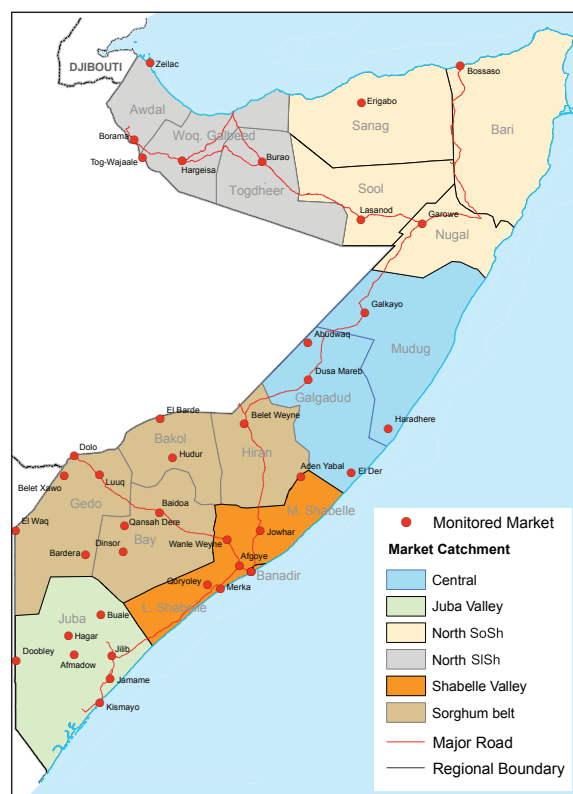 DJIBOUTI
Zeilac
Bossaso
Erigabo
Awdal
Sanag
Bari
Borama
Woq. Galbeed
Tog-Wajaale
Hargeisa
Burao
Togdheer
Sool
Lasanod
Garowe
Nugal
Galkayo
Abudwaq
Mudug
Dusa Mareb
Galgadud
El Barde
Belet Weyne
Haradhere
Bakol
Dolo
Hudur
Hiran
Aden Yabal
El Der
Belet Xawo
Luuq
Gedo
Baidoa
M. Shabelle
El Waq
Qansah Dere
Jowhar
Bay
Dinsor
Wanle Weyne
Bardera
Afgoye
Banadir
Qoryoley
Merka
L. Shabelle
Juba
Buale
Hagar
Doobley
Afmadow
Jilib
Jamame
Kismayo
Monitored Market
Market Catchment
Central
Juba Valley
North SoSh
North SlSh
Shabelle Valley
Sorghum belt
Major Road
Regional Boundary